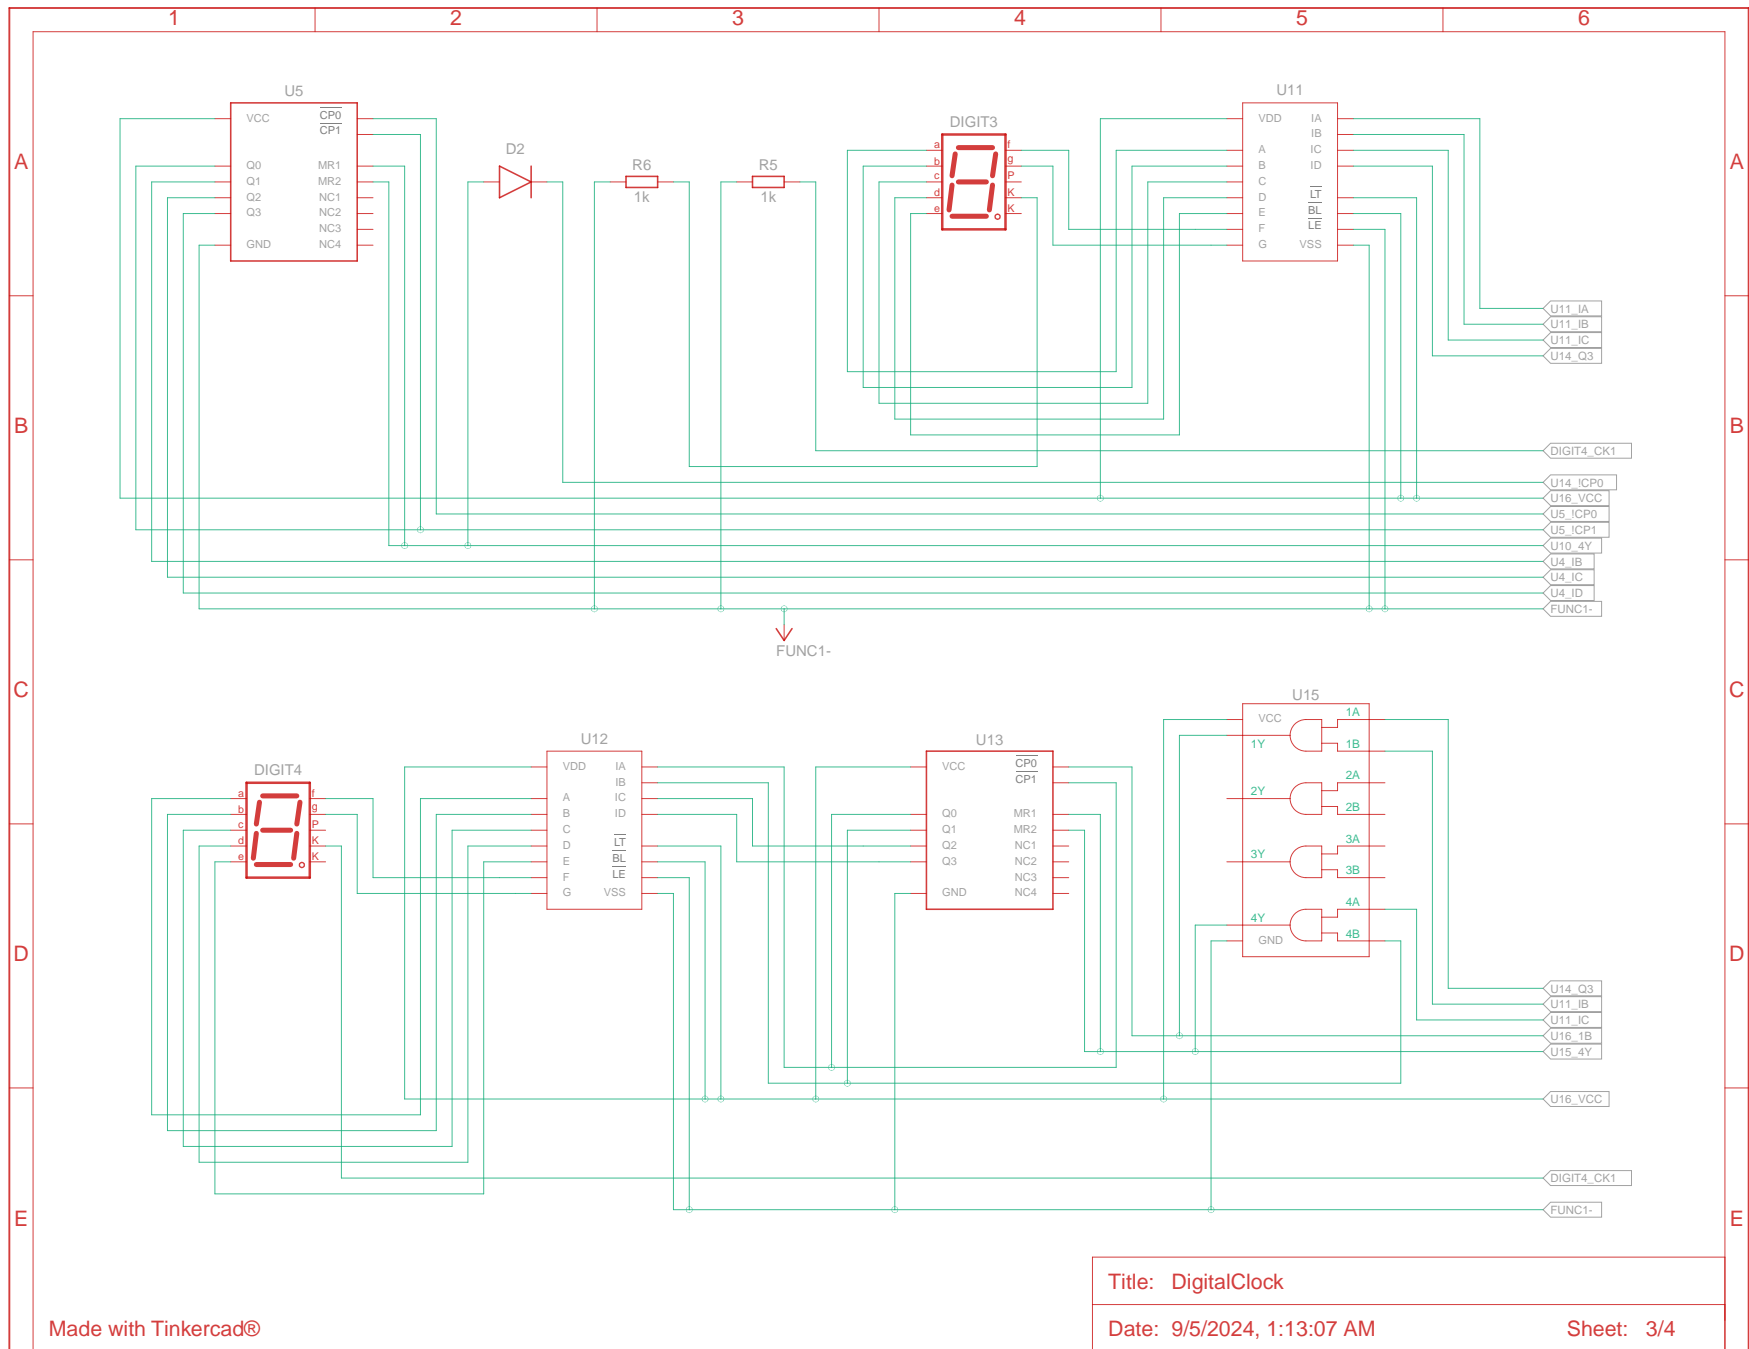 1 2 3 4 5 6
A A
B B
C C
D D
E E
U5
VCC
Q0
Q1
Q2
Q3
GND
CP0
CP1
MR1
MR2
NC1
NC2
NC3
NC4
D2
R6
1k
R5
1k
DIGIT3
a f
b g
c P
d K
e K
U11
VDD IA
IB
A IC
B ID
C
D LT
E BL
F LE
G VSS
U11_IA
U11_IB
U11_IC
U14_Q3
DIGIT4_CK1
U14_!CP0
U16_VCC
U5_!CP0
U5_!CP1
U10_4Y
U4_IB
U4_IC
U4_ID
FUNC1-
FUNC1-
DIGIT4
a f
b g
c P
d K
e K
U12
VDD IA
IB
A IC
B ID
C
D LT
E BL
F LE
G VSS
U13
VCC
Q0
Q1
Q2
Q3
GND
CP0
CP1
MR1
MR2
NC1
NC2
NC3
NC4
U15
VCC 1A
1Y 1B
2A
2Y 2B
3A
3Y 3B
4A
4Y 4B
GND
U14_Q3
U11_IB
U11_IC
U16_1B
U15_4Y
U16_VCC
DIGIT4_CK1
FUNC1-
Title: DigitalClock
Made with Tinkercad®
Date: 9/5/2024, 1:13:07 AM Sheet: 3/4